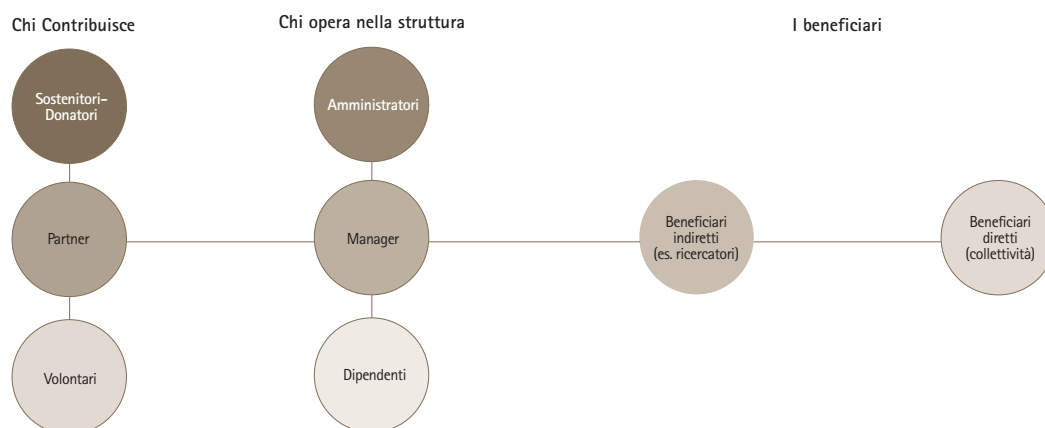 Chi Contribuisce
Chi opera nella struttura
I beneficiari
Sostenitori-
Donatori
Amministratori
Partner
Manager
Beneficiari
indiretti
(es. ricercatori)
Beneficiari
diretti
(collettività)
Volontari
Dipendenti